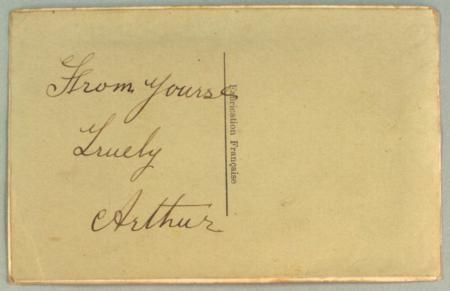 From Yours
Truely
Arthur
Fabrication Française